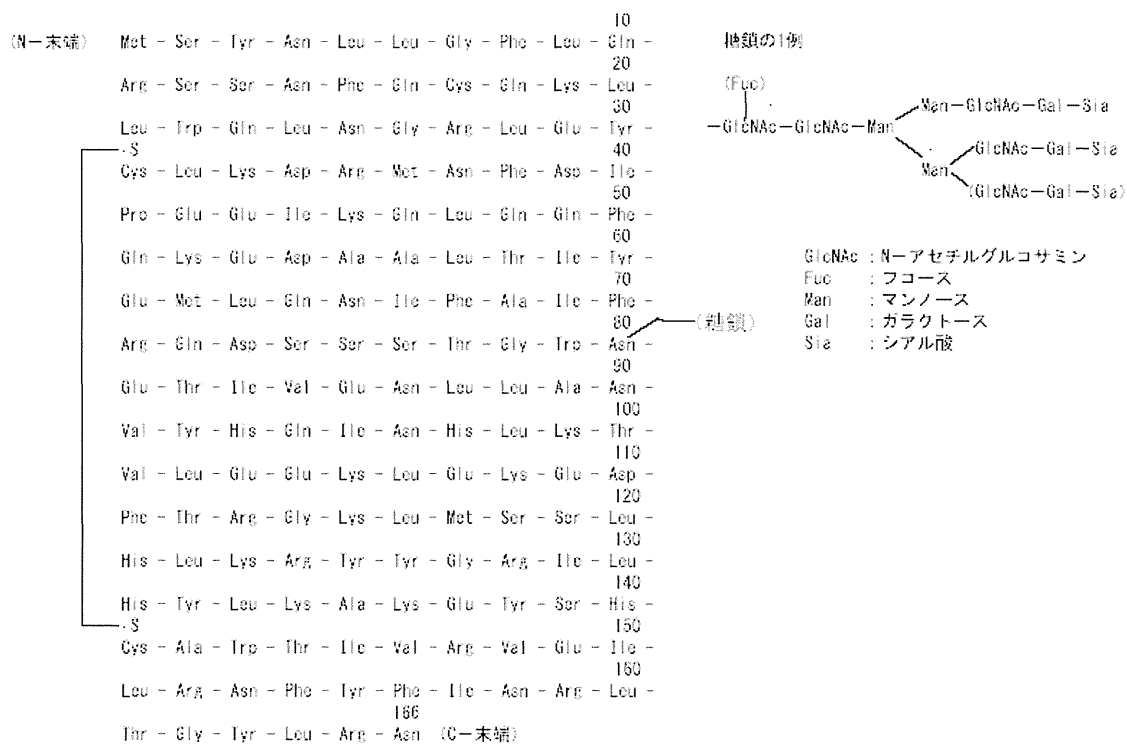 10
(N-末端) Met - Ser - Tyr - Asn - Leu - Leu - Gly - Phe - Leu - Gln -
20
Arg - Ser - Ser - Asn - Phe - Gln - Cys - Gln - Lys - Leu -
30
Leu - Trp - Gln - Leu - Asn - Gly - Arg - Leu - Glu - Tyr -
S
40
Cys - Leu - Lys - Asp - Arg - Met - Asn - Phe - Asp - Ile -
50
Pro - Glu - Glu - Ile - Lys - Gln - Leu - Gln - Gln - Phe -
60
Gln - Lys - Glu - Asp - Ala - Ala - Leu - Thr - Ile - Tyr -
70
Glu - Met - Leu - Gln - Asn - Ile - Phe - Ala - Ile - Phe -
80
Arg - Gln - Asp - Ser - Ser - Ser - Thr - Gly - Trp - Asn -
(糖鎖)
90
Glu - Thr - Ile - Val - Glu - Asn - Leu - Leu - Ala - Asn -
100
Val - Tyr - His - Gln - Ile - Asn - His - Leu - Lys - Thr -
110
Val - Leu - Glu - Glu - Lys - Leu - Glu - Lys - Glu - Asp -
120
Phe - Thr - Arg - Gly - Lys - Leu - Met - Ser - Ser - Leu -
130
His - Leu - Lys - Arg - Tyr - Tyr - Gly - Arg - Ile - Leu -
140
His - Tyr - Leu - Lys - Ala - Lys - Glu - Tyr - Ser - His -
S
150
Cys - Ala - Trp - Thr - Ile - Val - Arg - Val - Glu - Ile -
160
Leu - Arg - Asn - Phe - Tyr - Phe - Ile - Asn - Arg - Leu -
166
Thr - Gly - Tyr - Leu - Arg - Asn (C-末端)
糖鎖の1例
(Fuc)
Man-GlcNAc-Gal-Sia
-GlcNAc-GlcNAc-Man
GlcNAc-Gal-Sia
Man
(GlcNAc-Gal-Sia)
GlcNAc : N-アセチルグルコサミン
Fuc : フコース
Man : マンノース
Gal : ガラクトース
Sia : シアル酸